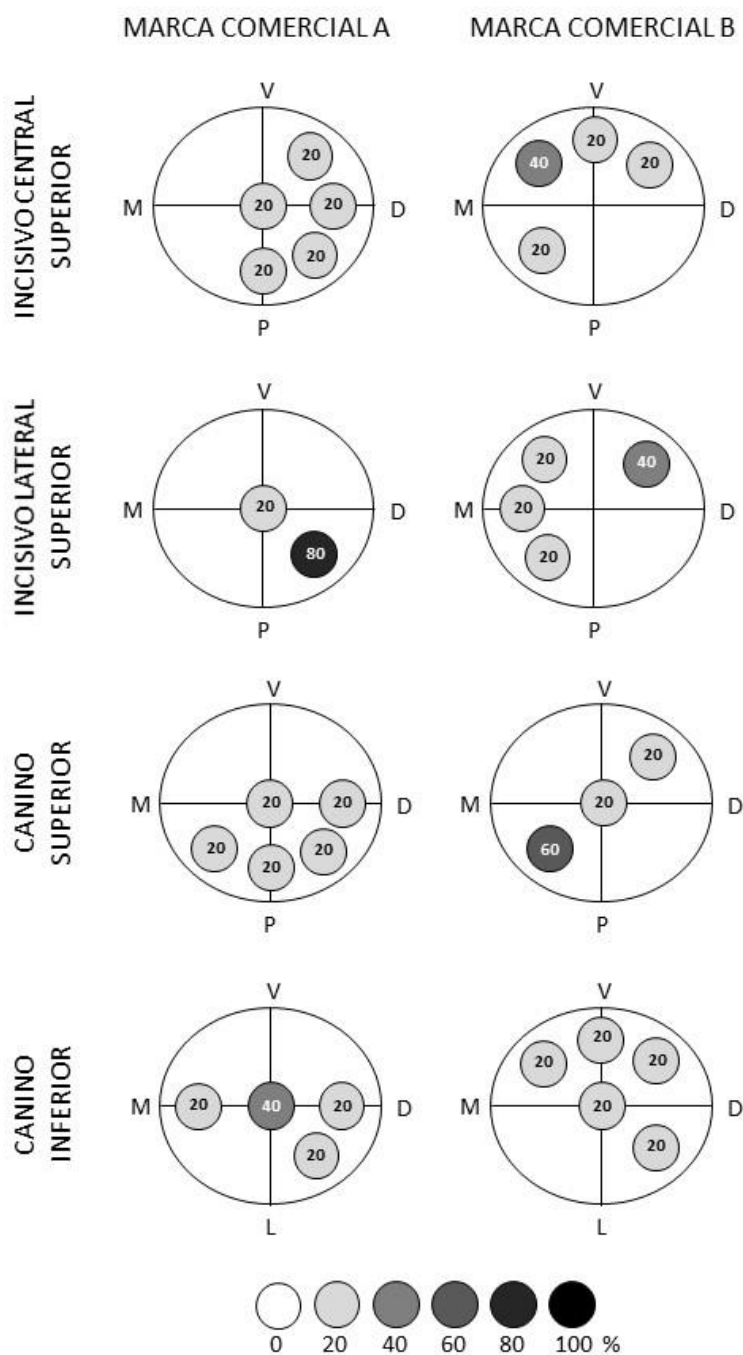 MARCA COMERCIAL A
MARCA COMERCIAL B
INCISIVO CENTRAL
SUPERIOR
V
20
M
20
20
D
20
20
P
V
20
40
20
M
D
20
P
INCISIVO LATERAL
SUPERIOR
V
M
20
D
80
P
V
20
40
M
20
D
20
P
CANINO
SUPERIOR
V
M
20
20
D
20
20
20
P
V
20
M
20
D
60
P
CANINO
INFERIOR
V
M
20
40
20
D
20
L
V
20
20
20
M
20
D
20
L
0 20 40 60 80 100 %